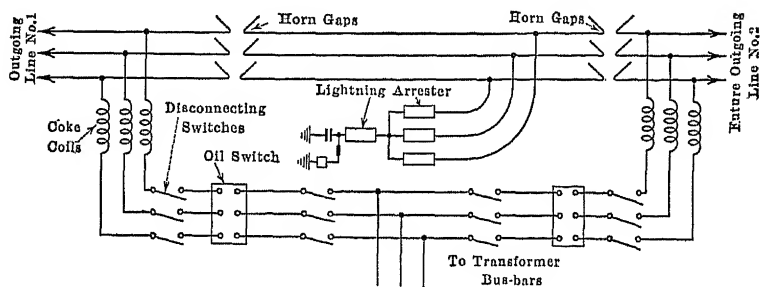 Horn Gaps
Horn Gaps
Outgoing
Line No.1
Future Outgoing
Line No.2
Lightning Arrester
Disconnecting
Switches
Coke
Coils
Oil Switch
To Transformer
Bus-bars